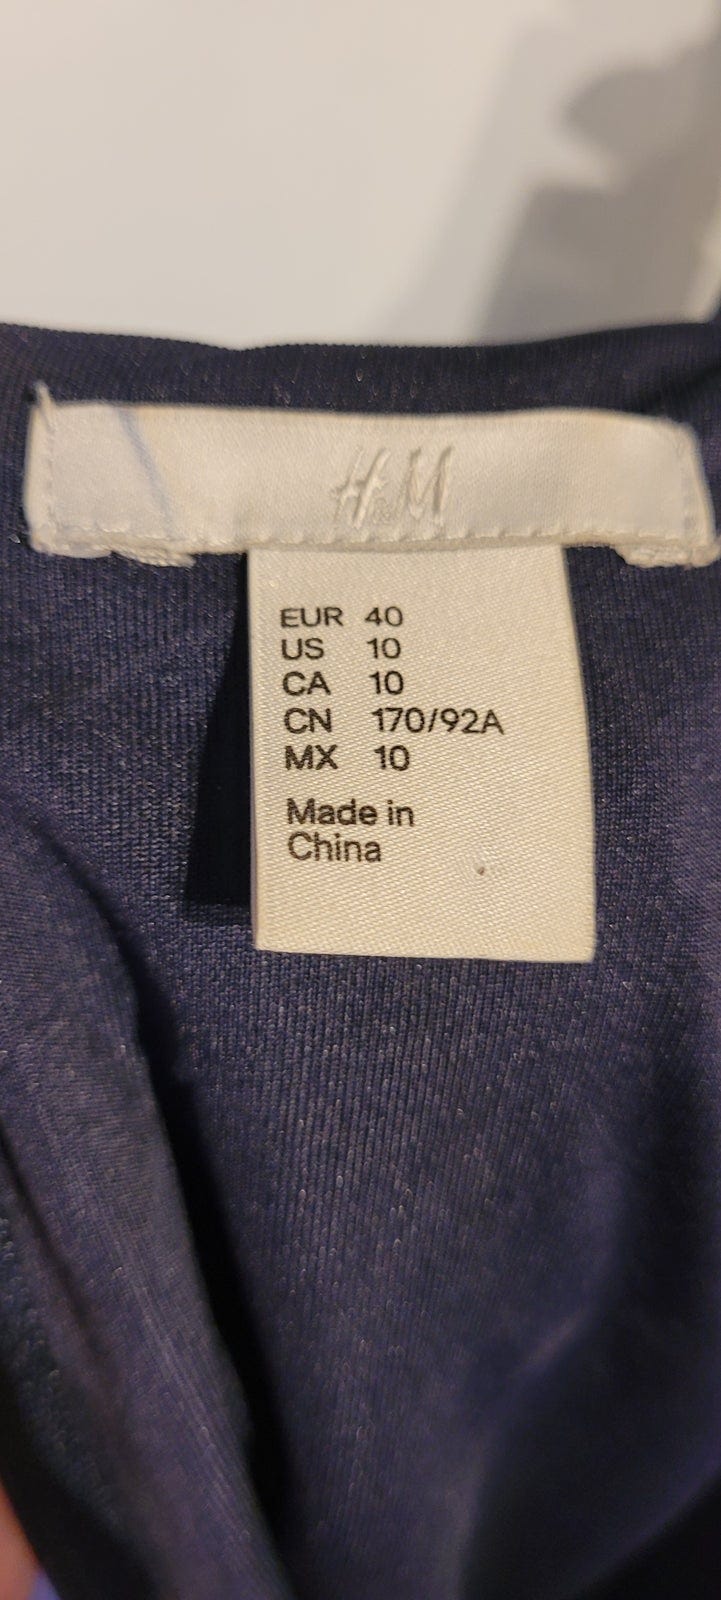 H&M
EUR 40
US 10
CA 10
CN 170/92A
MX 10
Made in
China